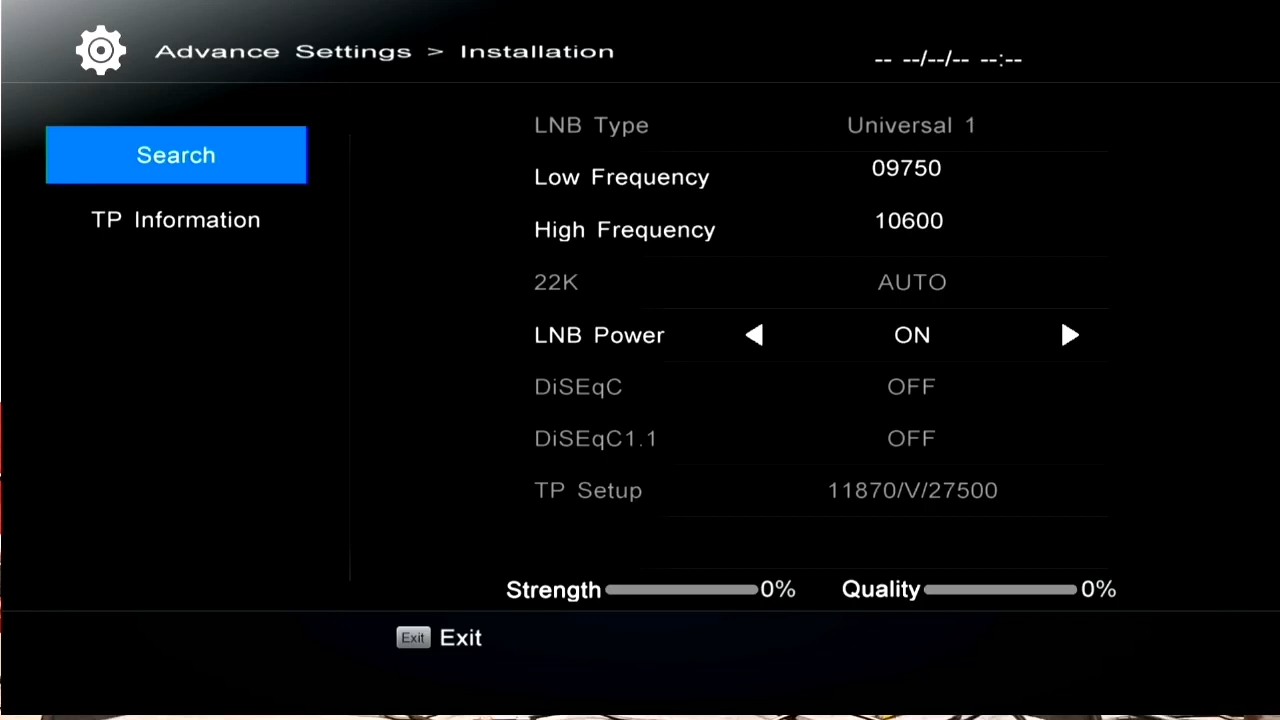 Advance Settings > Installation
-- --/--/-- --:--
Search
TP Information
LNB Type Universal 1
Low Frequency 09750
High Frequency 10600
22K AUTO
LNB Power ON
DiSEqC OFF
DiSEqC1.1 OFF
TP Setup 11870/V/27500
Strength 0% Quality 0%
Exit Exit